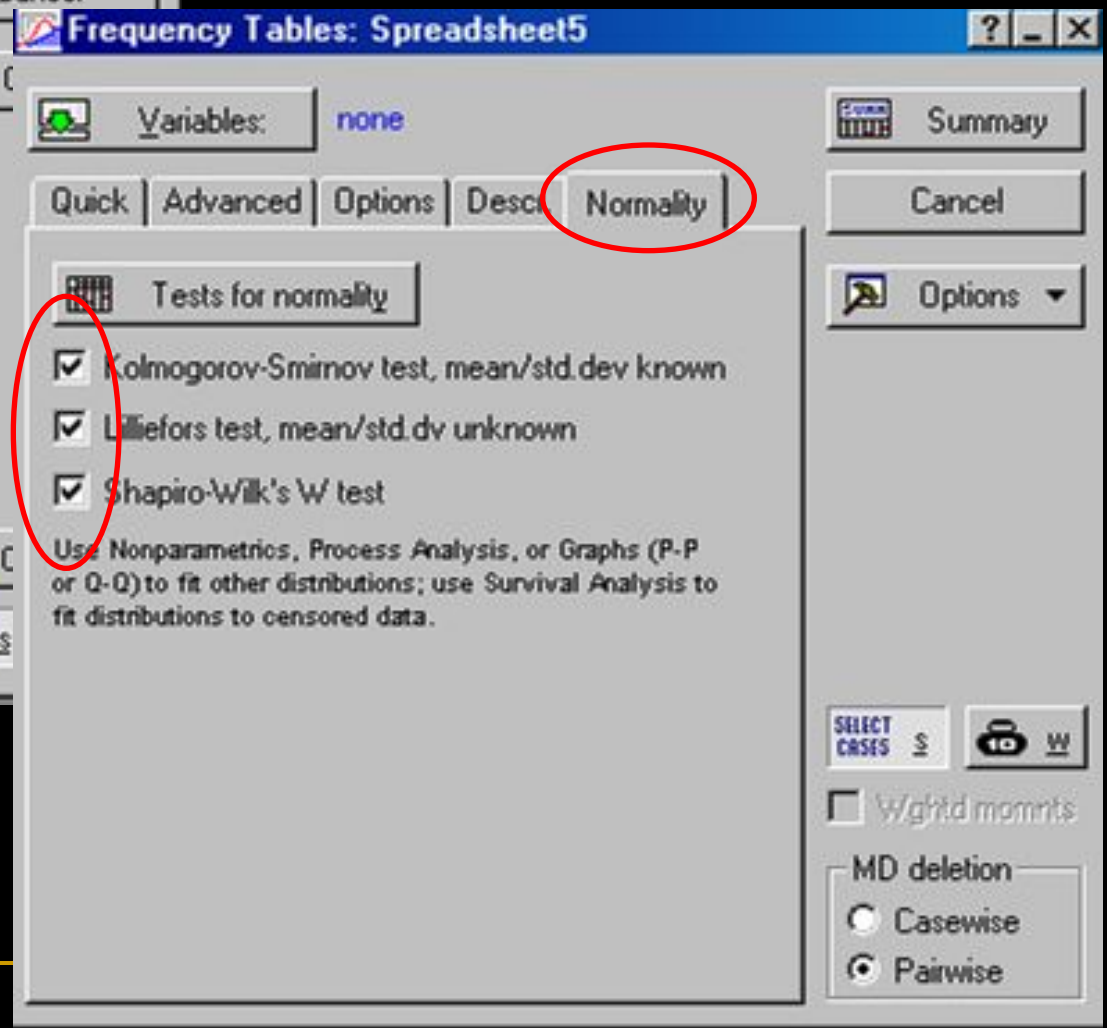 Frequency Tables: Spreadsheet5
Variables:
none
Summary
Quick
Advanced
Options
Descr
Normality
Cancel
Tests for normality
Options
Kolmogorov-Smirnov test, mean/std.dev known
Lilliefors test, mean/std.dv unknown
Shapiro-Wilk's W test
Use Nonparametrics, Process Analysis, or Graphs (P-P
or Q-Q) to fit other distributions; use Survival Analysis to
fit distributions to censored data.
SELECT
CASES S
W
Wghtd momnts
MD deletion
Casewise
Pairwise